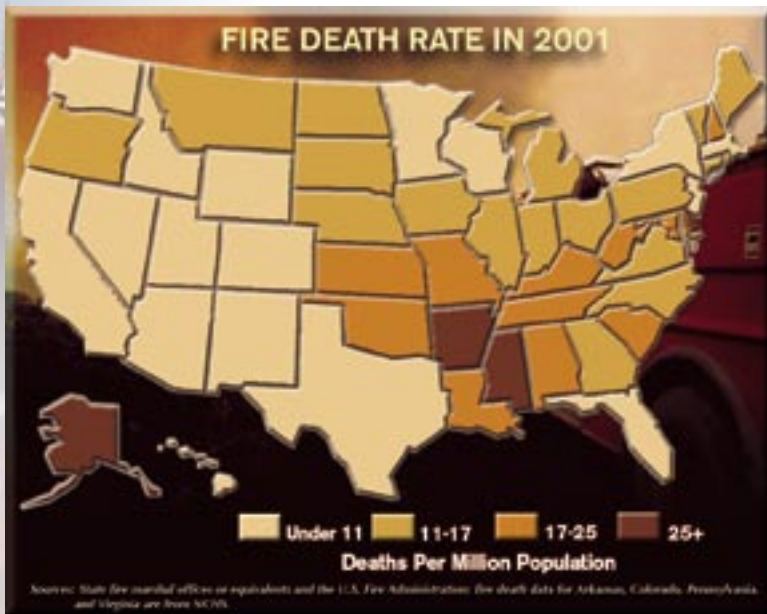 FIRE DEATH RATE IN 2001
Under 11 11-17 17-25 25+
Deaths Per Million Population
Sources: State fire marshal offices or equivalents and the U.S. Fire Administration; fire death data for Arkansas, Colorado, Pennsylvania,
and Virginia are from NCHS.